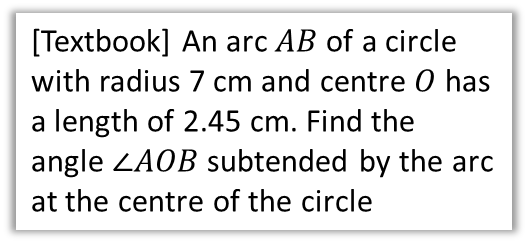 [Textbook] An arc 𝐴𝐵 of a circle
with radius 7 cm and centre 𝑂 has
a length of 2.45 cm. Find the
angle ∠𝐴𝑂𝐵 subtended by the arc
at the centre of the circle